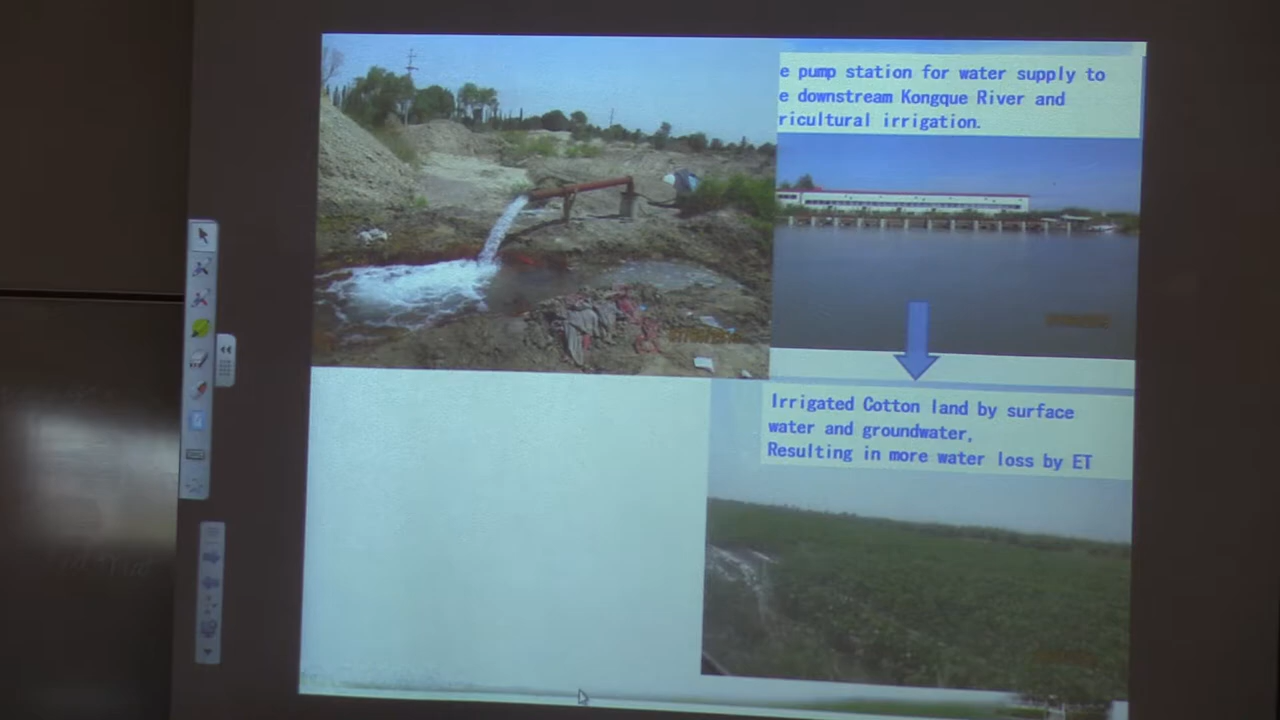 e pump station for water supply to
e downstream Kongque River and
ricultural irrigation.
Irrigated Cotton land by surface
water and groundwater,
Resulting in more water loss by ET